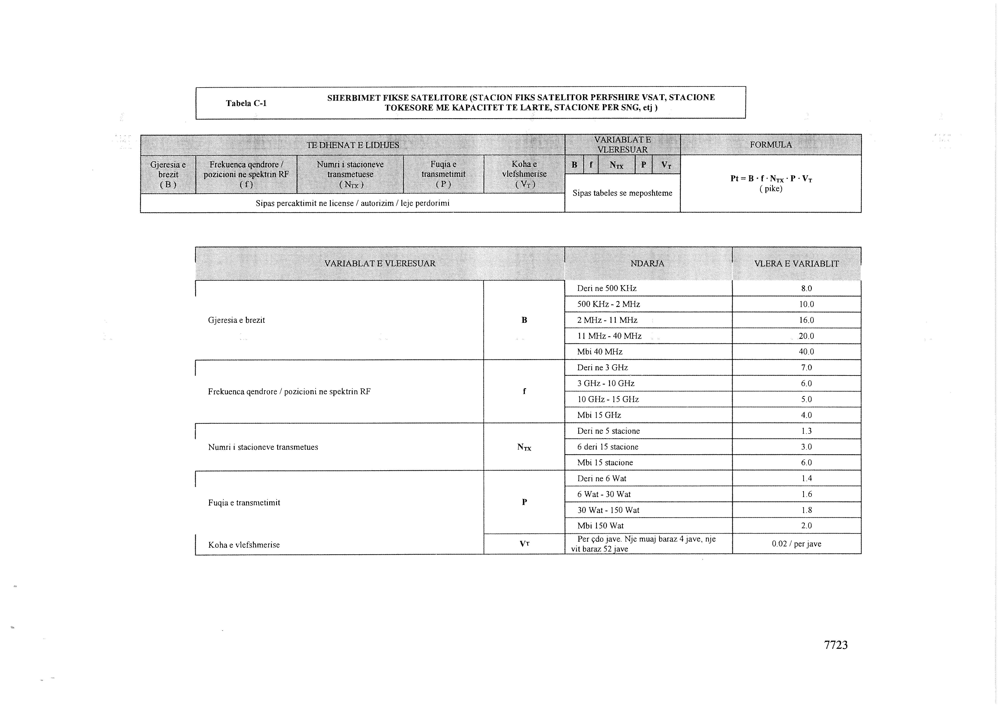 Tabela C-1
SHERBIMET FIKSE SATELITORE (STACION FIKS SATELITOR PERFSHIRE VSAT, STACIONE
TOKESORE ME KAPACITET TE LARTE, STACIONE PER SNG, etj )
TE DHENAT E LIDHJES
VARIABLAT E
VLERESUAR
FORMULA
Gjeresia e
brezit
( B )
Frekuenca qendrore /
pozicioni ne spektrin RF
( f )
Numri i stacioneve
transmetuese
( NTX )
Fuqia e
transmetimit
( P )
Koha e
vlefshmerise
( VT )
B f NTX P VT
Pt = B · f · NTX · P · VT
( pike)
Sipas tabeles se meposhteme
Sipas percaktimit ne license / autorizim / leje perdorimi
VARIABLAT E VLERESUAR NDARJA VLERA E VARIABLIT
Gjeresia e brezit B
Deri ne 500 KHz 8.0
500 KHz - 2 MHz 10.0
2 MHz - 11 MHz 16.0
11 MHz - 40 MHz 20.0
Mbi 40 MHz 40.0
Frekuenca qendrore / pozicioni ne spektrin RF f
Deri ne 3 GHz 7.0
3 GHz - 10 GHz 6.0
10 GHz - 15 GHz 5.0
Mbi 15 GHz 4.0
Numri i stacioneve transmetues NTX
Deri ne 5 stacione 1.3
6 deri 15 stacione 3.0
Mbi 15 stacione 6.0
Fuqia e transmetimit P
Deri ne 6 Wat 1.4
6 Wat - 30 Wat 1.6
30 Wat - 150 Wat 1.8
Mbi 150 Wat 2.0
Koha e vlefshmerise VT
Per çdo jave. Nje muaj baraz 4 jave, nje
vit baraz 52 jave
0.02 / per jave
7723